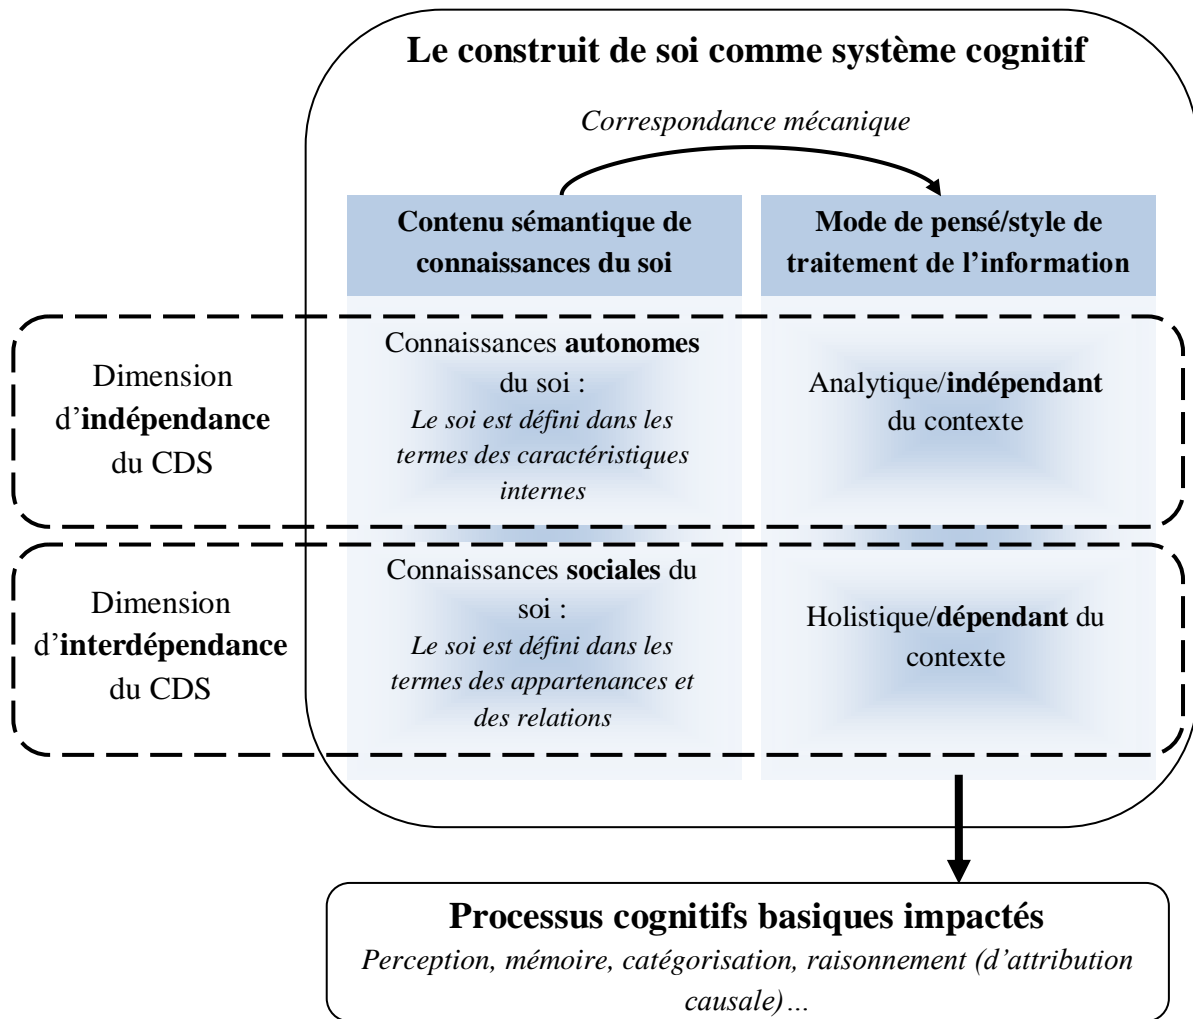 Le construit de soi comme système cognitif
Correspondance mécanique
Contenu sémantique de
connaissances du soi
Mode de pensé/style de
traitement de l’information
Dimension
d’indépendance
du CDS
Connaissances autonomes
du soi :
Le soi est défini dans les
termes des caractéristiques
internes
Analytique/indépendant
du contexte
Dimension
d’interdépendance
du CDS
Connaissances sociales du
soi :
Le soi est défini dans les
termes des appartenances et
des relations
Holistique/dépendant du
contexte
Processus cognitifs basiques impactés
Perception, mémoire, catégorisation, raisonnement (d’attribution
causale)…